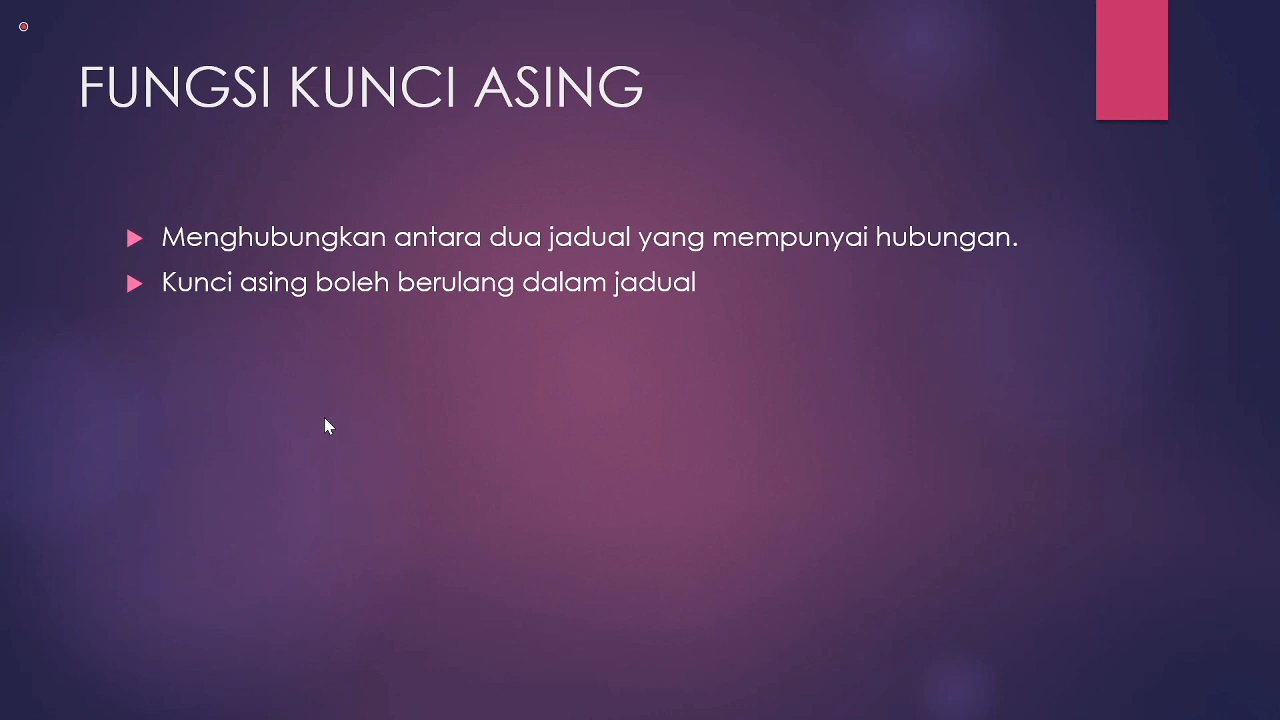 FUNGSI KUNCI ASING
Menghubungkan antara dua jadual yang mempunyai hubungan.
Kunci asing boleh berulang dalam jadual